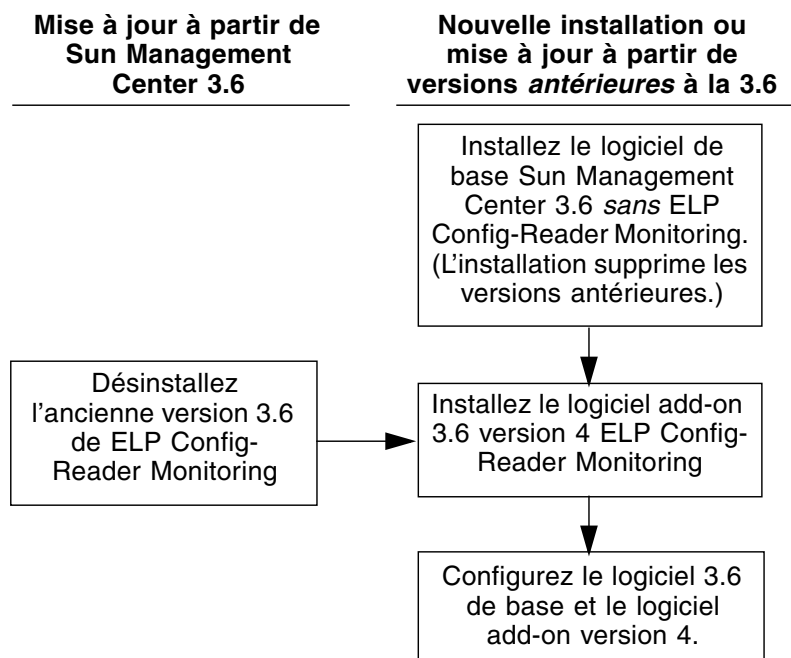 Mise à jour à partir de
Sun Management
Center 3.6
Nouvelle installation ou
mise à jour à partir de
versions antérieures à la 3.6
Installez le logiciel de
base Sun Management
Center 3.6 sans ELP
Config-Reader Monitoring.
(L'installation supprime les
versions antérieures.)
Désinstallez
l'ancienne version 3.6
de ELP Config-
Reader Monitoring
Installez le logiciel add-on
3.6 version 4 ELP Config-
Reader Monitoring
Configurez le logiciel 3.6
de base et le logiciel
add-on version 4.